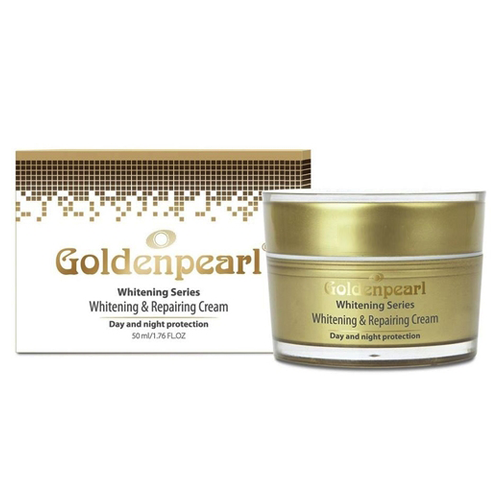 Goldenpearl®
Whitening Series
Whitening & Repairing Cream
Day and night protection
50 ml/1.76 FL.OZ
Goldenpearl
Whitening Series
Whitening & Repairing Cream
Day and night protection